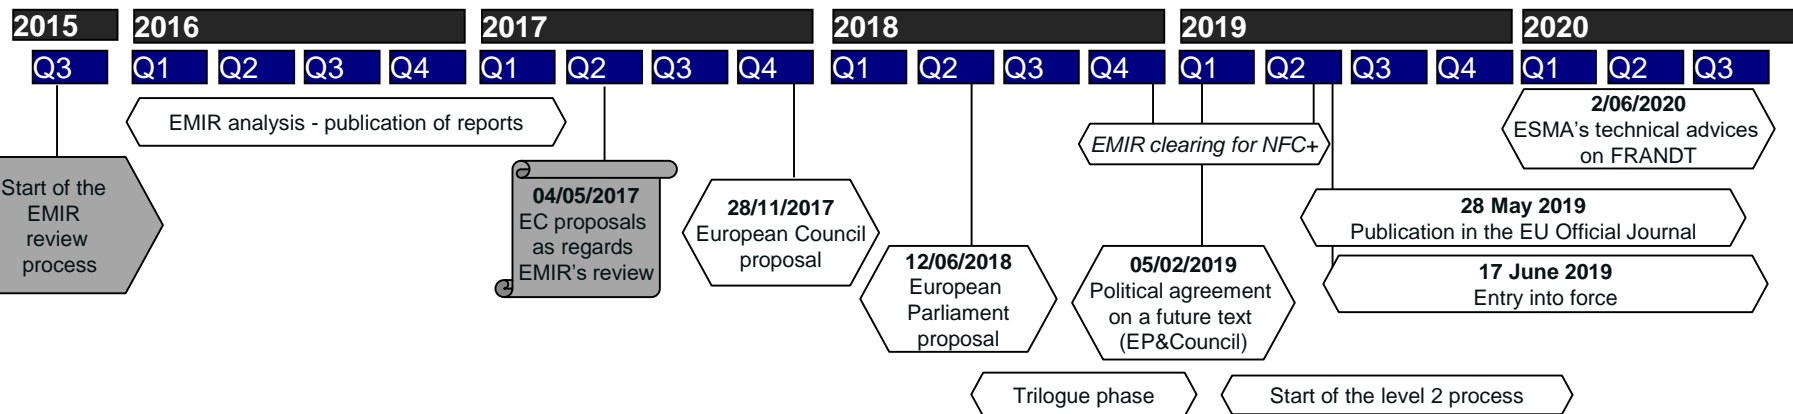 2015 2016 2017 2018 2019 2020
Q3 Q1 Q2 Q3 Q4 Q1 Q2 Q3 Q4 Q1 Q2 Q3 Q4 Q1 Q2 Q3 Q4 Q1 Q2 Q3
EMIR analysis - publication of reports
Start of the
EMIR
review
process
04/05/2017
EC proposals
as regards
EMIR's review
28/11/2017
European Council
proposal
12/06/2018
European
Parliament
proposal
EMIR clearing for NFC+
05/02/2019
Political agreement
on a future text
(EP&Council)
2/06/2020
ESMA's technical advices
on FRANDT
28 May 2019
Publication in the EU Official Journal
17 June 2019
Entry into force
Trilogue phase
Start of the level 2 process